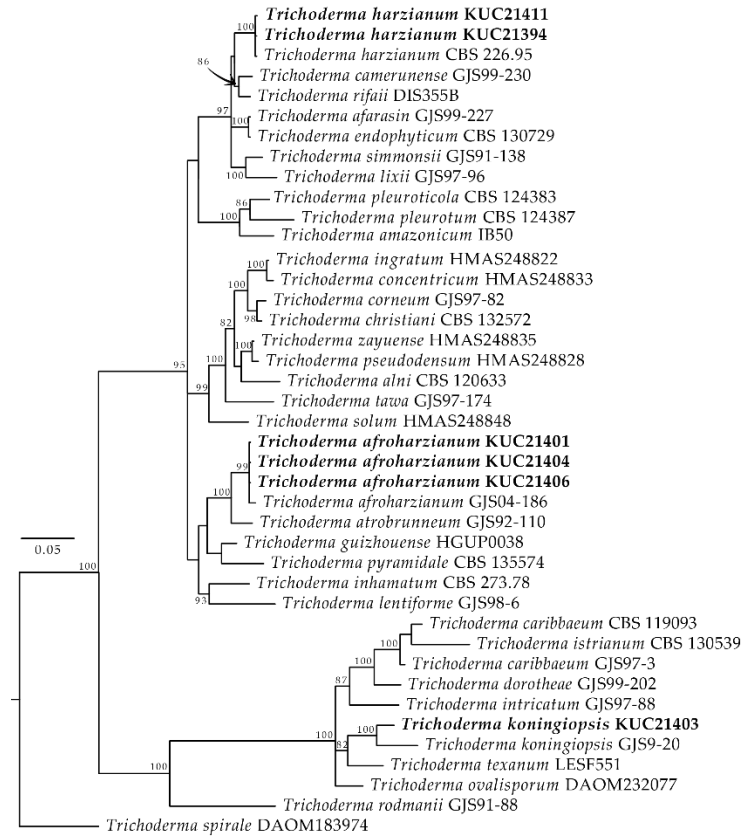 100
Trichoderma harzianum KUC21411
Trichoderma harzianum KUC21394
Trichoderma harzianum CBS 226.95
86
Trichoderma camerunense GJS99-230
Trichoderma rifaii DIS355B
97
Trichoderma afarasin GJS99-227
100
Trichoderma endophyticum CBS 130729
Trichoderma simmonsii GJS91-138
100
Trichoderma lixii GJS97-96
Trichoderma pleuroticola CBS 124383
86
100
Trichoderma pleurotum CBS 124387
Trichoderma amazonicum IB50
Trichoderma ingratum HMAS248822
100
Trichoderma concentricum HMAS248833
100
Trichoderma corneum GJS97-82
98
Trichoderma christiani CBS 132572
82
Trichoderma zayuense HMAS248835
100
Trichoderma pseudodensum HMAS248828
95
100
Trichoderma alni CBS 120633
99
Trichoderma tawa GJS97-174
Trichoderma solum HMAS248848
Trichoderma afroharzianum KUC21401
Trichoderma afroharzianum KUC21404
99
Trichoderma afroharzianum KUC21406
100
Trichoderma afroharzianum GJS04-186
Trichoderma atrobrunneum GJS92-110
Trichoderma guizhouense HGUP0038
0.05
Trichoderma pyramidale CBS 135574
100
Trichoderma inhamatum CBS 273.78
93
Trichoderma lentiforme GJS98-6
Trichoderma caribbaeum CBS 119093
100
Trichoderma istrianum CBS 130539
100
Trichoderma caribbaeum GJS97-3
87
Trichoderma dorotheae GJS99-202
Trichoderma intricatum GJS97-88
100
Trichoderma koningiopsis KUC21403
100
82
Trichoderma koningiopsis GJS9-20
Trichoderma texanum LESF551
100
Trichoderma ovalisporum DAOM232077
Trichoderma rodmanii GJS91-88
Trichoderma spirale DAOM183974